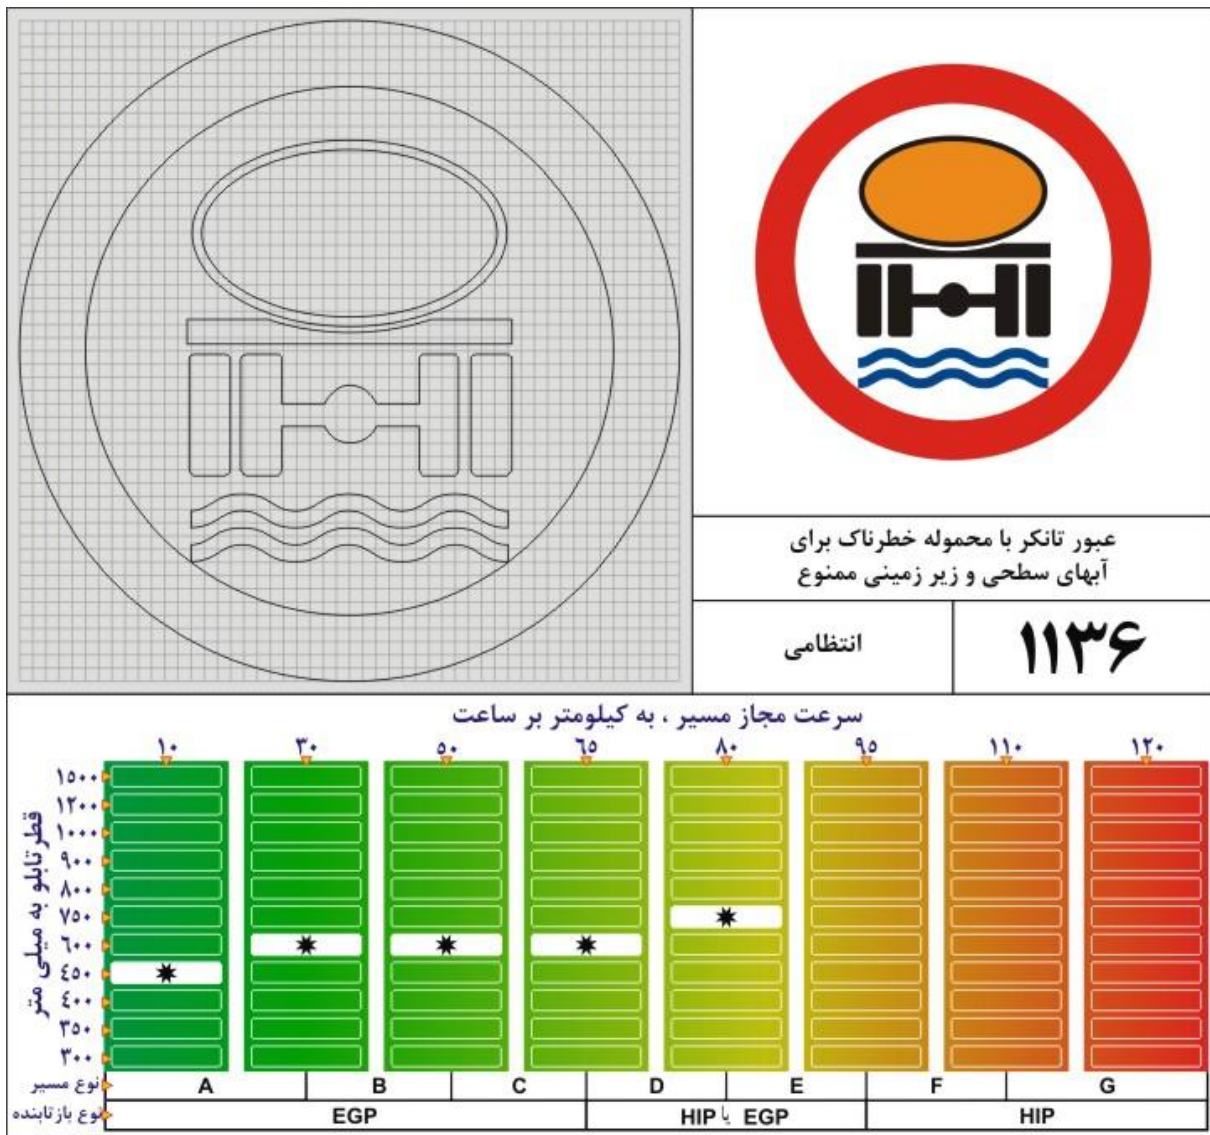 عبور تانکر با محموله خطرناک برای
آبهای سطحی و زیر زمینی ممنوع
۱۱۳۶
انتظامی
سرعت مجاز مسیر ، به کیلومتر بر ساعت
۱۰ ۳۰ ۵۰ ۶۵ ۸۰ ۹۵ ۱۱۰ ۱۲۰
قطر تابلو به میلی متر
۱۵۰۰
۱۲۰۰
۱۰۰۰
۹۰۰
۸۰۰
۷۵۰
۶۰۰
٤٥۰
٤۰۰
۳۵۰
۳۰۰
نوع مسیر A B C D E F G
نوع بازتابنده EGP HIP یا EGP HIP